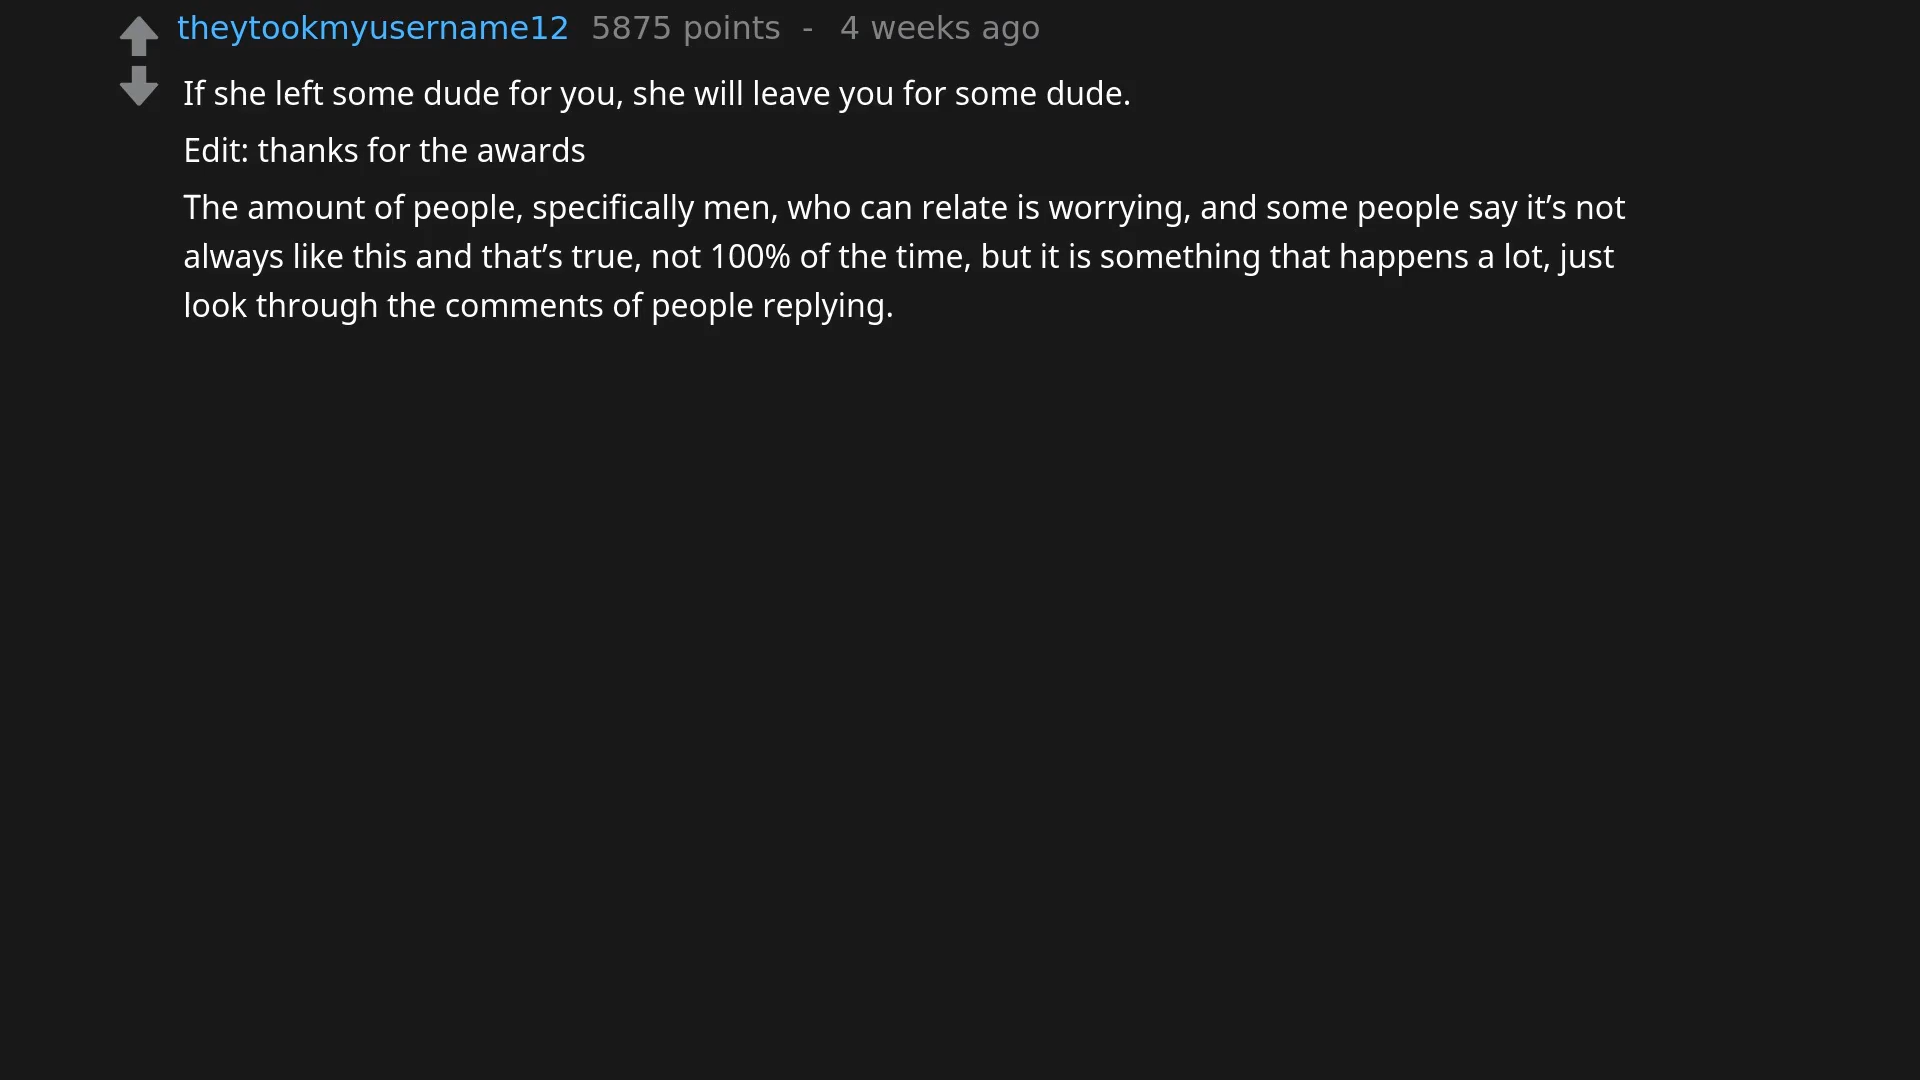 theytookmyusername12 5875 points - 4 weeks ago
If she left some dude for you, she will leave you for some dude.
Edit: thanks for the awards
The amount of people, specifically men, who can relate is worrying, and some people say it’s not
always like this and that’s true, not 100% of the time, but it is something that happens a lot, just
look through the comments of people replying.